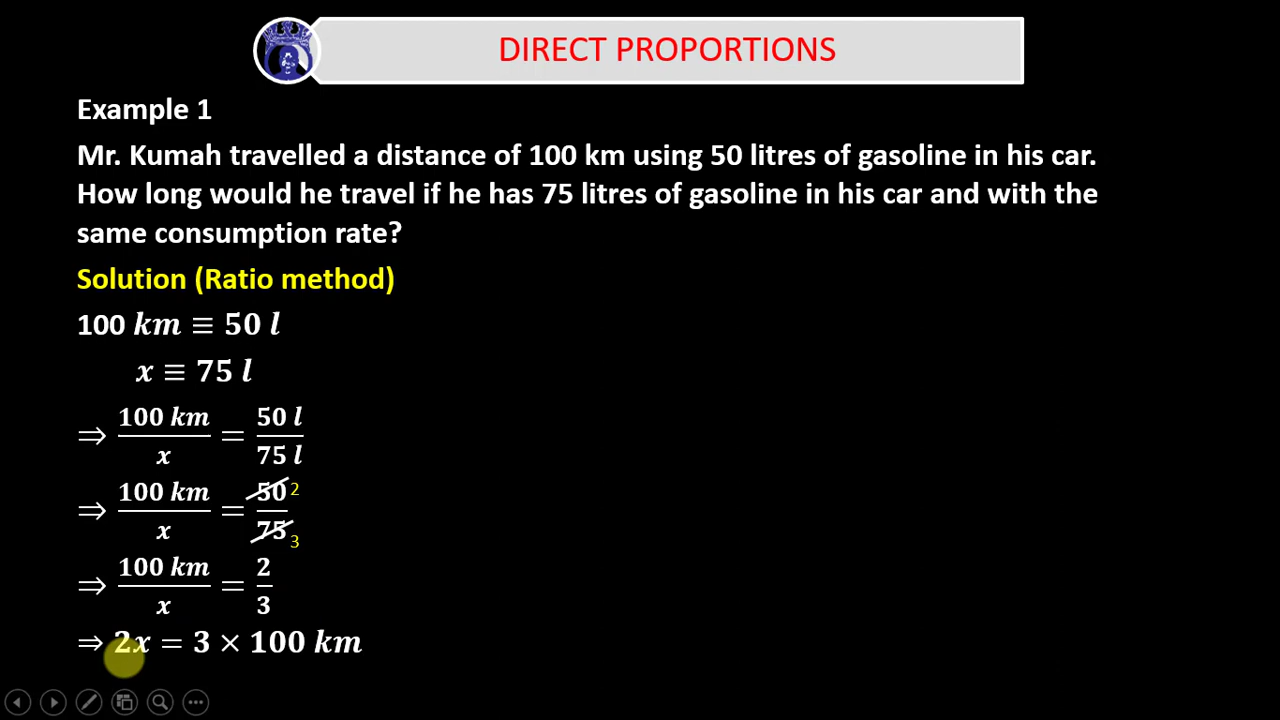 DIRECT PROPORTIONS
Example 1
Mr. Kumah travelled a distance of 100 km using 50 litres of gasoline in his car.
How long would he travel if he has 75 litres of gasoline in his car and with the
same consumption rate?
Solution (Ratio method)
100 km ≡ 50 l
x ≡ 75 l
⇒ 100 km / x = 50 l / 75 l
⇒ 100 km / x = 50 2 / 75 3
⇒ 100 km / x = 2 / 3
⇒ 2x = 3 × 100 km